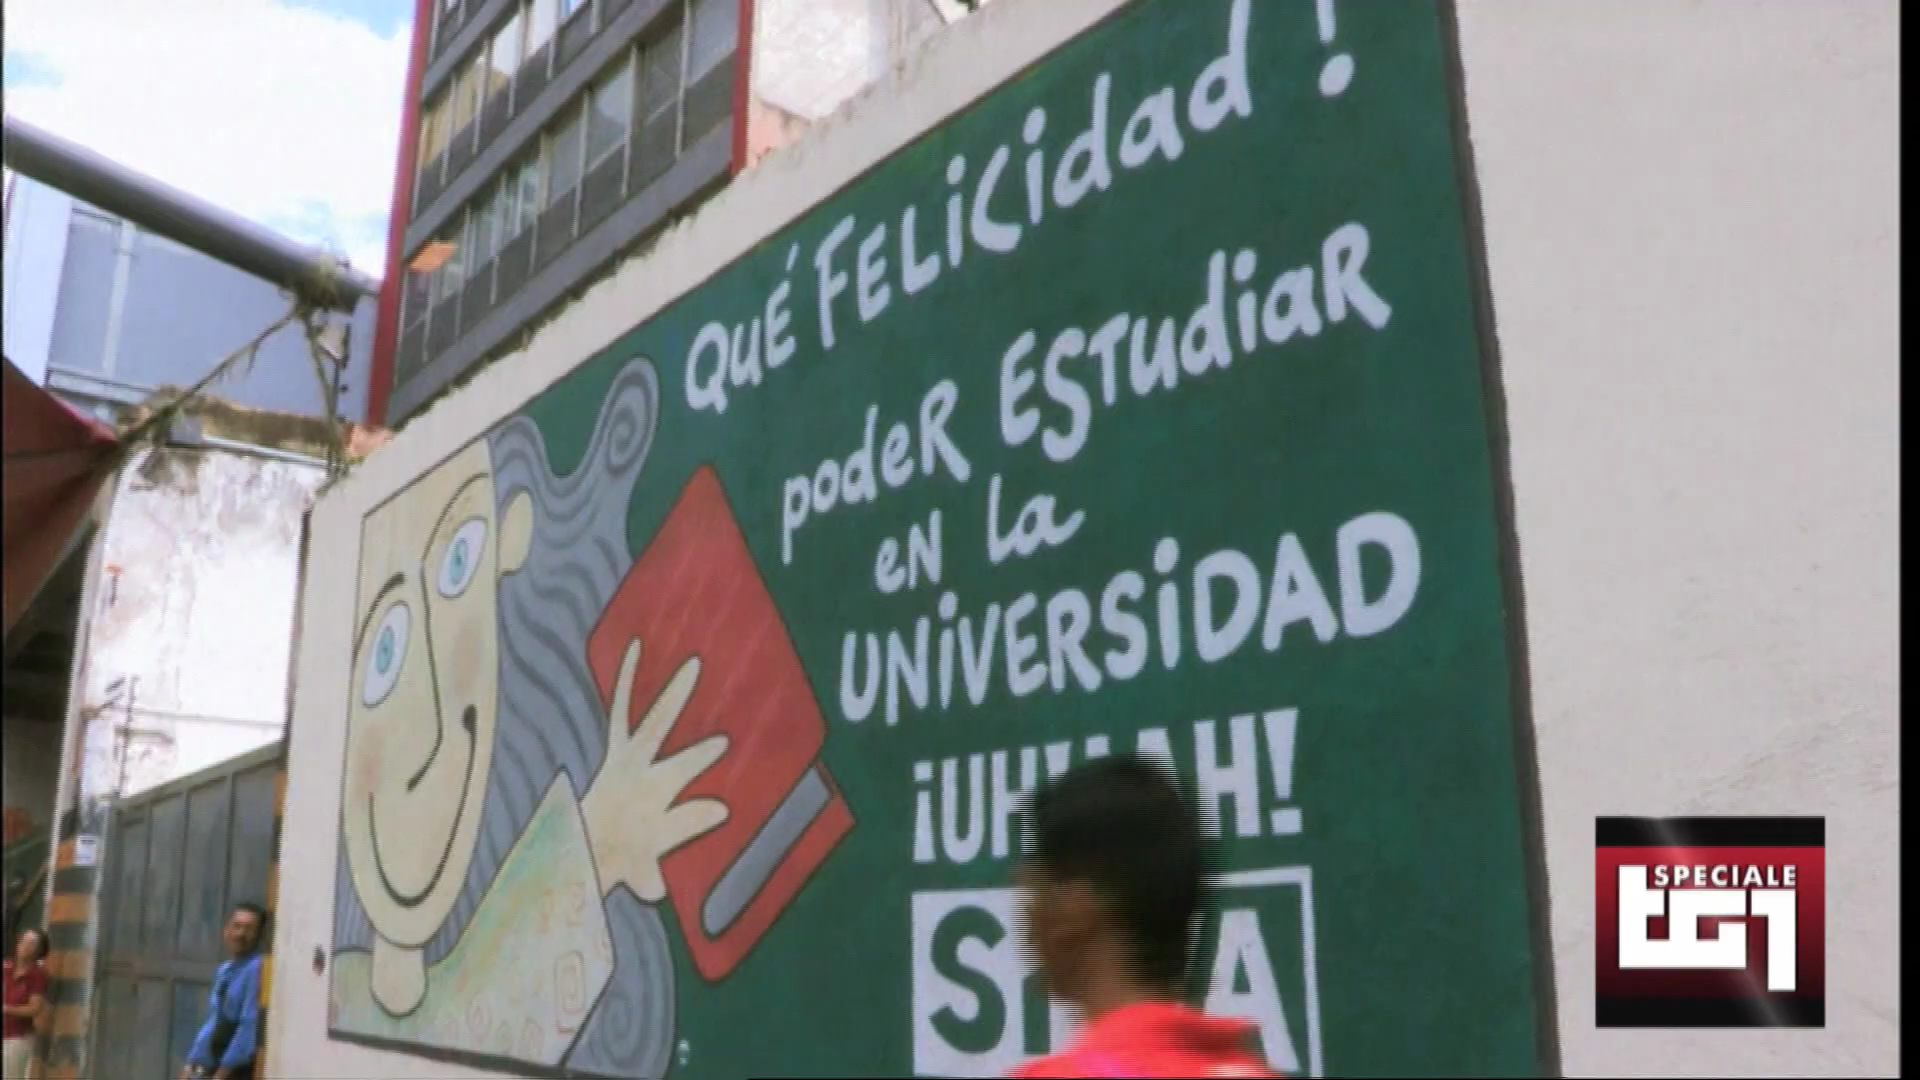 QUÉ FELiCidad !
podeR ESTUdiaR
eN la
UNiVERSiDAD
SPECIALE
TG1